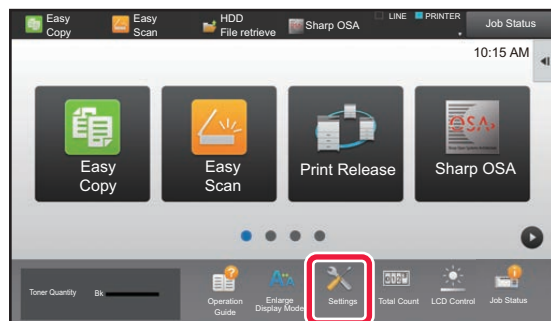 Easy
Copy
Easy
Scan
HDD
File retrieve
Sharp OSA
LINE
PRINTER
Job Status
10:15 AM
Easy
Copy
Easy
Scan
Print Release
OSA
Sharp OSA
Toner Quantity
Bk
Operation
Guide
Enlarge
Display Mode
Settings
Total Count
LCD Control
Job Status